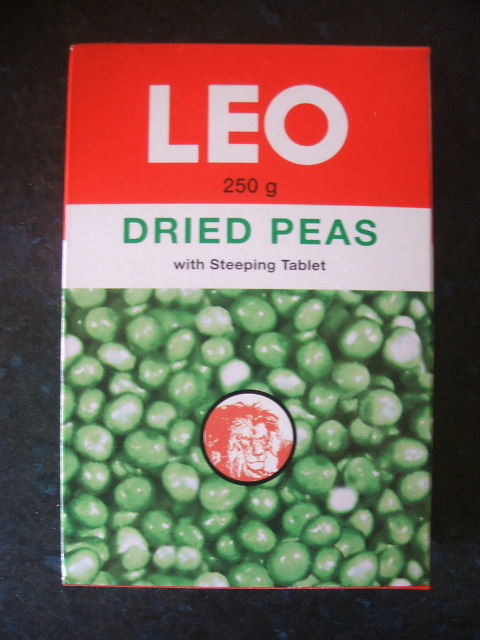 LEO
250 g
DRIED PEAS
with Steeping Tablet